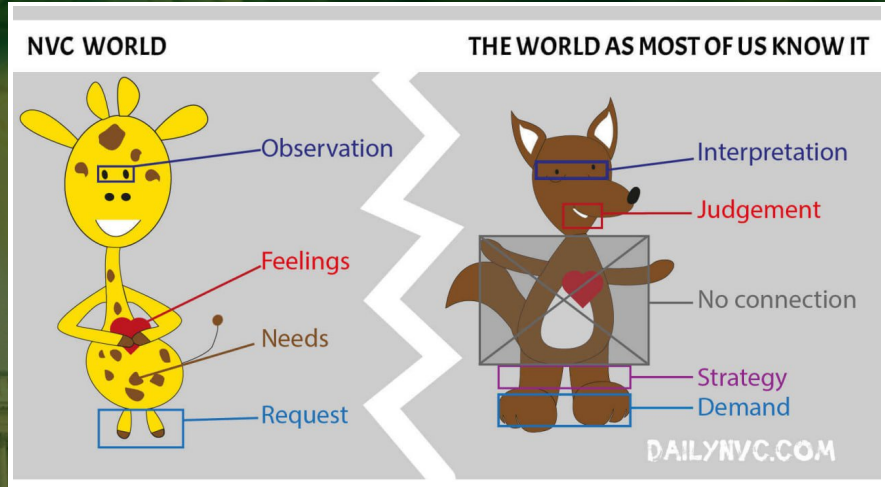 NVC WORLD
THE WORLD AS MOST OF US KNOW IT
Observation
Feelings
Needs
Request
Interpretation
Judgement
No connection
Strategy
Demand
DAILYNVC.COM